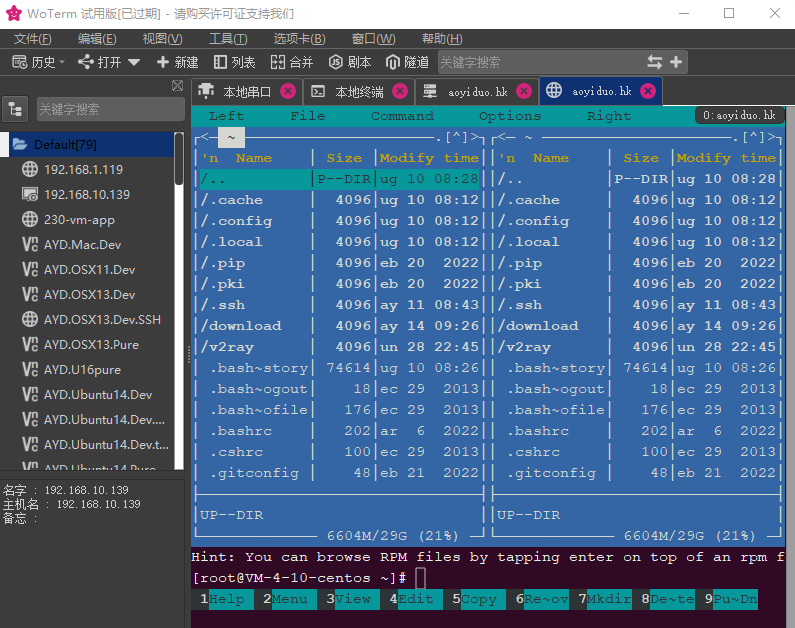 WoTerm 试用版[已过期] - 请购买许可证支持我们
文件(F) 编辑(E) 视图(V) 工具(T) 选项卡(B) 窗口(W) 帮助(H)
历史 打开 新建 列表 合并 剧本 隧道 关键字搜索
本地串口 本地终端 aoyiduo.hk aoyiduo.hk
关键字搜索
Default[79]
192.168.1.119
192.168.10.139
230-vm-app
AYD.Mac.Dev
AYD.OSX11.Dev
AYD.OSX13.Dev
AYD.OSX13.Dev.SSH
AYD.OSX13.Pure
AYD.U16pure
AYD.Ubuntu14.Dev
AYD.Ubuntu14.Dev....
AYD.Ubuntu14.Dev.t...
AYD.Ubuntu14.Pure
名字 : 192.168.10.139
主机名 : 192.168.10.139
备忘 :
Left File Command Options Right 0:aoyiduo.hk
<─ ~ ─.[^]> <─ ~ ─.[^]>
'n Name │ Size │Modify time││'n Name │ Size │Modify time
/.. │P--DIR│ug 10 08:28││/.. │P--DIR│ug 10 08:28
/.cache │ 4096│ug 10 08:12││/.cache │ 4096│ug 10 08:12
/.config │ 4096│ug 10 08:12││/.config │ 4096│ug 10 08:12
/.local │ 4096│ug 10 08:12││/.local │ 4096│ug 10 08:12
/.pip │ 4096│eb 20 2022││/.pip │ 4096│eb 20 2022
/.pki │ 4096│eb 20 2022││/.pki │ 4096│eb 20 2022
/.ssh │ 4096│ay 11 08:43││/.ssh │ 4096│ay 11 08:43
/download │ 4096│ay 14 09:26││/download │ 4096│ay 14 09:26
/v2ray │ 4096│un 28 22:45││/v2ray │ 4096│un 28 22:45
.bash~story│ 74614│ug 10 08:26││ .bash~story│ 74614│ug 10 08:26
.bash~ogout│ 18│ec 29 2013││ .bash~ogout│ 18│ec 29 2013
.bash~ofile│ 176│ec 29 2013││ .bash~ofile│ 176│ec 29 2013
.bashrc │ 202│ar 6 2022││ .bashrc │ 202│ar 6 2022
.cshrc │ 100│ec 29 2013││ .cshrc │ 100│ec 29 2013
.gitconfig │ 48│eb 21 2022││ .gitconfig │ 48│eb 21 2022
UP--DIR UP--DIR
6604M/29G (21%) 6604M/29G (21%)
Hint: You can browse RPM files by tapping enter on top of an rpm f
[root@VM-4-10-centos ~]#
1Help 2Menu 3View 4Edit 5Copy 6Re~ov 7Mkdir 8De~te 9Pu~Dn